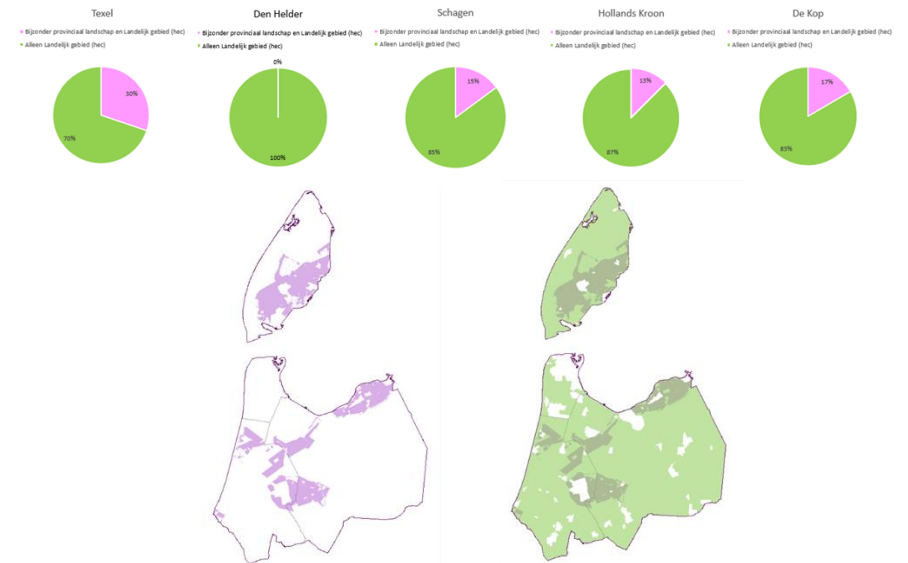 Texel
Bijzonder provinciaal landschap en Landelijk gebied (hec)
Alleen Landelijk gebied (hec)
30%
70%
Den Helder
Bijzonder provinciaal landschap en Landelijk gebied (hec)
Alleen Landelijk gebied (hec)
0%
100%
Schagen
Bijzonder provinciaal landschap en Landelijk gebied (hec)
Alleen Landelijk gebied (hec)
15%
85%
Hollands Kroon
Bijzonder provinciaal landschap en Landelijk gebied (hec)
Alleen Landelijk gebied (hec)
13%
87%
De Kop
Bijzonder provinciaal landschap en Landelijk gebied (hec)
Alleen Landelijk gebied (hec)
17%
83%